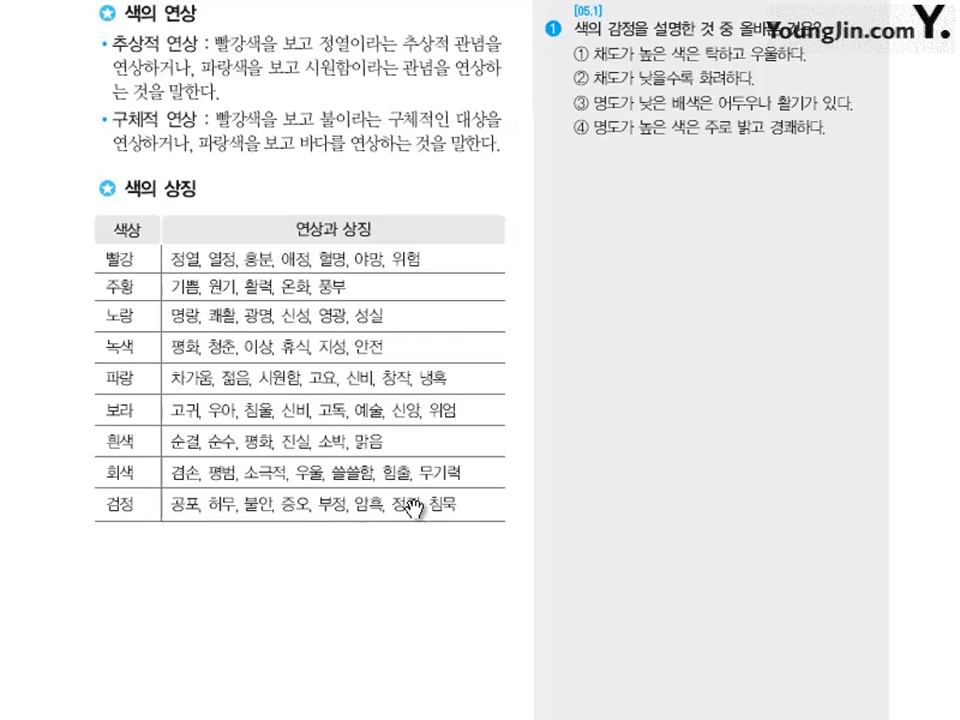 색의 연상
• 추상적 연상 : 빨강색을 보고 정열이라는 추상적 관념을
연상하거나, 파랑색을 보고 시원함이라는 관념을 연상하
는 것을 말한다.
• 구체적 연상 : 빨강색을 보고 불이라는 구체적인 대상을
연상하거나, 파랑색을 보고 바다를 연상하는 것을 말한다.
색의 상징
색상 연상과 상징
빨강 정열, 열정, 흥분, 애정, 혁명, 야망, 위험
주황 기쁨, 원기, 활력, 온화, 풍부
노랑 명랑, 쾌활, 광명, 신성, 영광, 성실
녹색 평화, 청춘, 이상, 휴식, 지성, 안전
파랑 차가움, 젊음, 시원함, 고요, 신비, 창작, 냉혹
보라 고귀, 우아, 침울, 신비, 고독, 예술, 신앙, 위엄
흰색 순결, 순수, 평화, 진실, 소박, 맑음
회색 겸손, 평범, 소극적, 우울, 쓸쓸함, 힘출, 무기력
검정 공포, 허무, 불안, 증오, 부정, 암흑, 침묵
[05.1]
1 색의 감정을 설명한 것 중 올바른 것은?
① 채도가 높은 색은 탁하고 우울하다.
② 채도가 낮을수록 화려하다.
③ 명도가 낮은 배색은 어두우나 활기가 있다.
④ 명도가 높은 색은 주로 밝고 경쾌하다.
YoungJin.com Y.